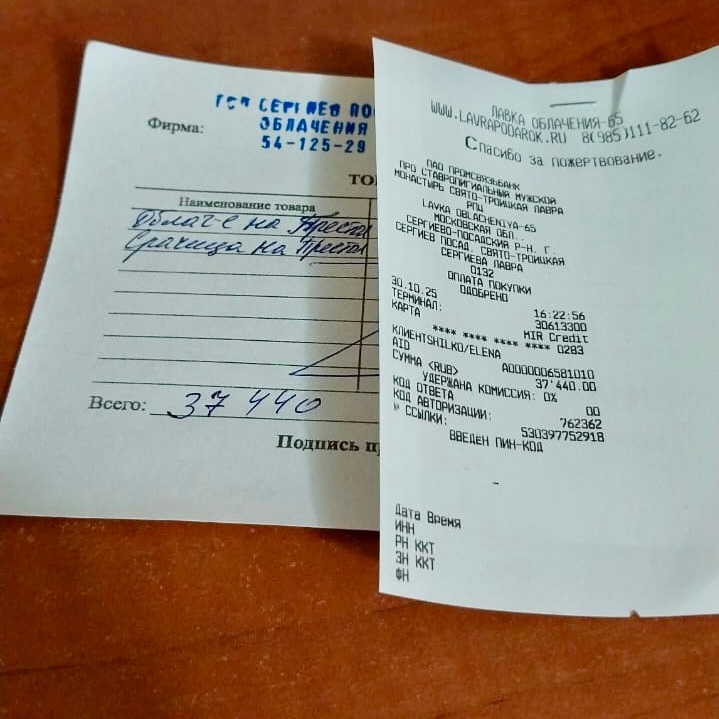 СЕРГИЕВ ПОС
Фирма: ОБЛАЧЕНИЯ
54-125-29
ТО
Наименование товара
Облач-е на Престол
Срачица на Престол
Всего: 37 440
Подпись п
ЛАВКА ОБЛАЧЕНИЯ-65
WWW.LAVRAPODAROK.RU 8(985)111-82-62
Спасибо за пожертвование.
ПАО ПРОМСВЯЗЬБАНК
ПРО СТАВРОПИГИАЛЬНЫЙ МУЖСКОЙ
МОНАСТЫРЬ СВЯТО-ТРОИЦКАЯ ЛАВРА
РПЦ
LAVKA OBLACHENIYA-65
МОСКОВСКАЯ ОБЛ.,
СЕРГИЕВО-ПОСАДСКИЙ Р-Н, Г.
СЕРГИЕВ ПОСАД, СВЯТО-ТРОИЦКАЯ
СЕРГИЕВА ЛАВРА
0132
ОПЛАТА ПОКУПКИ
ОДОБРЕНО
30.10.25 16:22:56
ТЕРМИНАЛ: 30613300
КАРТА MIR Credit
**** **** **** **** 0283
КЛИЕНТ SHILKO/ELENA
AID A0000006581010
СУММА <RUB> 37'440.00
УДЕРЖАНА КОМИССИЯ: 0%
КОД ОТВЕТА 00
КОД АВТОРИЗАЦИИ: 762362
№ ССЫЛКИ: 530397752918
ВВЕДЕН ПИН-КОД
Дата Время
ИНН
РН ККТ
ЗН ККТ
ФН